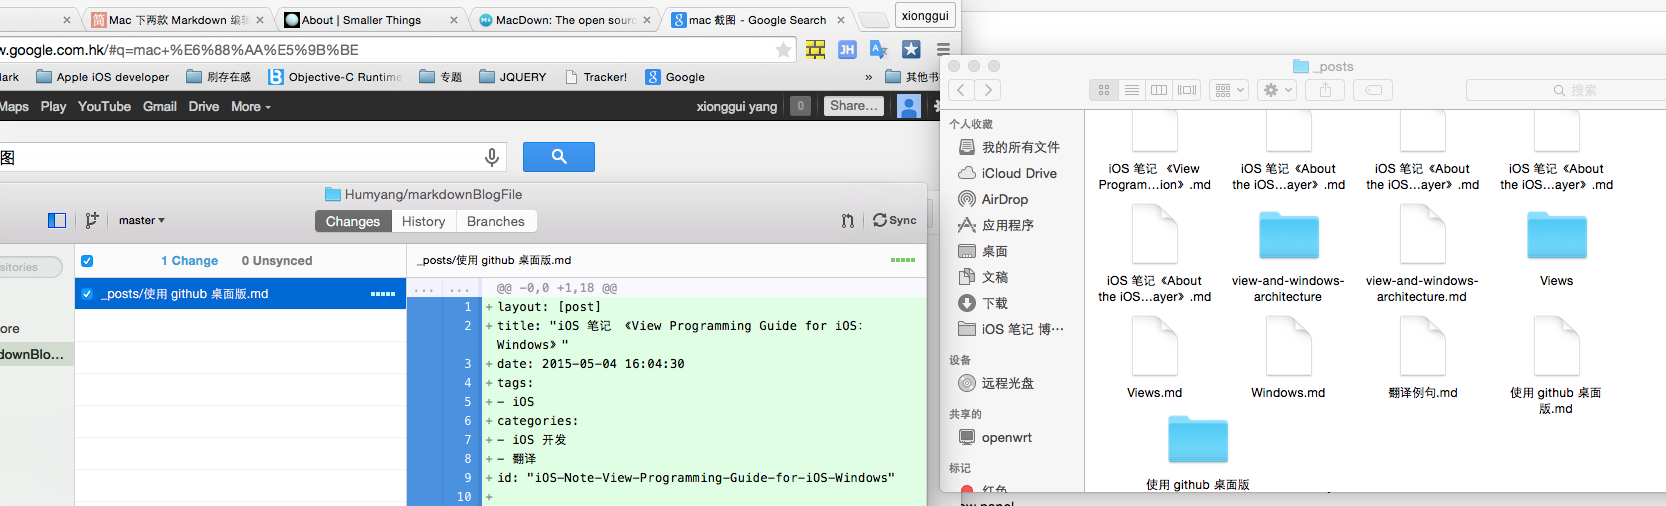 Mac 下两款 Markdown 编辑
About | Smaller Things
MacDown: The open sourc
mac 截图 - Google Search
xionggui
w.google.com.hk/#q=mac+%E6%88%AA%E5%9B%BE
JH
Apple iOS developer
刷存在感
Objective-C Runtime
专题
JQUERY
Tracker!
Google
»
其他书
Maps Play YouTube Gmail Drive More
xionggui yang
0
Share...
图
Humyang/markdownBlogFile
master
Changes History Branches
Sync
1 Change 0 Unsynced
_posts/使用 github 桌面版.md
_posts/使用 github 桌面版.md
... ... @@ -0,0 +1,18 @@
1 + layout: [post]
2 + title: "iOS 笔记 《View Programming Guide for iOS:
Windows》"
3 + date: 2015-05-04 16:04:30
4 + tags:
5 + - iOS
6 + categories:
7 + - iOS 开发
8 + - 翻译
9 + id: "iOS-Note-View-Programming-Guide-for-iOS-Windows"
10 +
_posts
搜索
个人收藏
我的所有文件
iCloud Drive
AirDrop
应用程序
桌面
文稿
下载
iOS 笔记 博…
设备
远程光盘
共享的
openwrt
标记
红色
iOS 笔记 《View
Program...ion》.md
iOS 笔记《About
the iOS...ayer》.md
iOS 笔记《About
the iOS...ayer》.md
iOS 笔记《About
the iOS...ayer》.md
iOS 笔记《About
the iOS...ayer》.md
view-and-windows-
architecture
view-and-windows-
architecture.md
Views
Views.md
Windows.md
翻译例句.md
使用 github 桌面
版.md
使用 github 桌面版